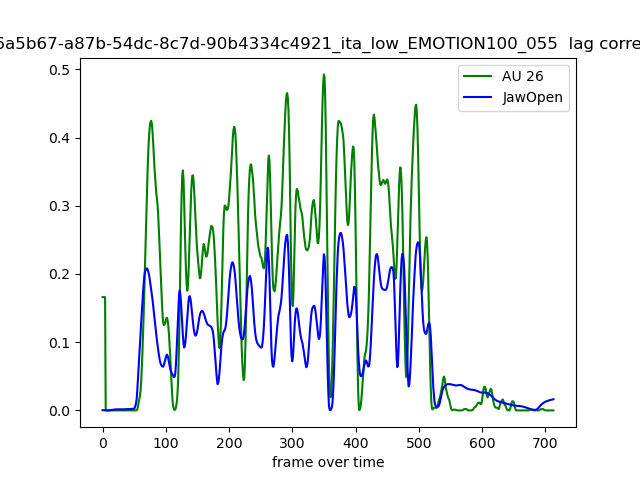 6a5b67-a87b-54dc-8c7d-90b4334c4921_ita_low_EMOTION100_055  lag corre
AU 26
JawOpen
0.5
0.4
0.3
0.2
0.1
0.0
0 100 200 300 400 500 600 700
frame over time